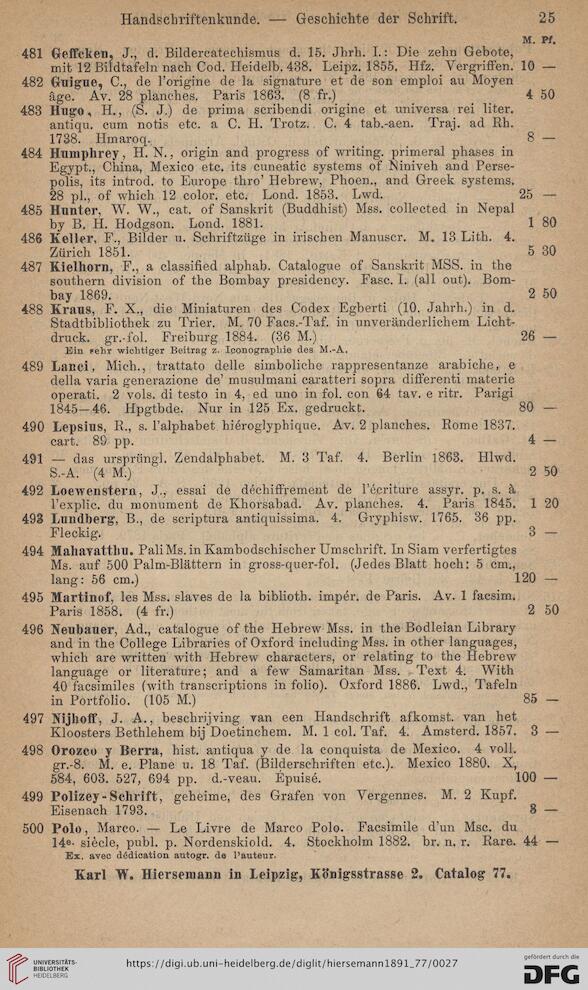 Handschriftenkunde. — Geschichte der Schrift. 25
M. Pf.
481 Geffcken, J., d. Bildercatechismus d. 15. Jhrh. I.: Die zehn Gebote,
mit 12 Bildtafeln nach Cod. Heidelb. 438. Leipz. 1855. Hfz. Vergriffen. 10 —
482 Guigue, C., de l'origine de la signature et de son emploi au Moyen
âge. Av. 28 planches. Paris 1863. (8 fr.) 4 50
483 Hugo, H., (S. J.) de prima scribendi origine et universa rei liter.
antiqu. cum notis etc. a C. H. Trotz. C. 4 tab.-aen. Traj. ad Rh.
1738. Hmaroq. 8 —
484 Humphrey, H. N., origin and progress of writing. primeral phases in
Egypt., China, Mexico etc. its cuneatic systems of Niniveh and Perse-
polis, its introd. to Europe thro' Hebrew, Phoen., and Greek systems.
28 pl., of which 12 color. etc. Lond. 1853. Lwd. 25 —
485 Hunter, W. W., cat. of Sanskrit (Buddhist) Mss. collected in Nepal
by B. H. Hodgson. Lond. 1881. 1 80
486 Keller, F., Bilder u. Schriftzüge in irischen Manuscr. M. 13 Lith. 4.
Zürich 1851. 5 30
487 Kielhorn, F., a classified alphab. Catalogue of Sanskrit MSS. in the
southern division of the Bombay presidency. Fasc. I. (all out). Bom-
bay 1869. 2 50
488 Kraus, F. X., die Miniaturen des Codex Egberti (10. Jahrh.) in d.
Stadtbibliothek zu Trier. M. 70 Facs.-Taf. in unveränderlichem Licht-
druck. gr.-fol. Freiburg 1884. (36 M.) 26 —
Ein sehr wichtiger Beitrag z. Iconographie des M.-A.
489 Lanci, Mich., trattato delle simboliche rappresentanze arabiche, e
della varia generazione de' musulmani caratteri sopra differenti materie
operati. 2 vols. di testo in 4, ed uno in fol. con 64 tav. e ritr. Parigi
1845—46. Hpgtbde. Nur in 125 Ex. gedruckt. 80 —
490 Lepsius, R., s. l'alphabet hiéroglyphique. Av. 2 planches. Rome 1837.
cart. 89 pp. 4 —
491 — das ursprüngl. Zendalphabet. M. 3 Taf. 4. Berlin 1863. Hlwd.
S.-A. (4 M.) 2 50
492 Loewenstern, J., essai de déchiffrement de l'écriture assyr. p. s. à
l'explic. du monument de Khorsabad. Av. planches. 4. Paris 1845. 1 20
493 Lundberg, B., de scriptura antiquissima. 4. Gryphisw. 1765. 36 pp.
Fleckig. 3 —
494 Mahavatthu. Pali Ms. in Kambodschischer Umschrift. In Siam verfertigtes
Ms. auf 500 Palm-Blättern in gross-quer-fol. (Jedes Blatt hoch: 5 cm.,
lang: 56 cm.) 120 —
495 Martinof, les Mss. slaves de la biblioth. impér. de Paris. Av. 1 facsim.
Paris 1858. (4 fr.) 2 50
496 Neubauer, Ad., catalogue of the Hebrew Mss. in the Bodleian Library
and in the College Libraries of Oxford including Mss. in other languages,
which are written with Hebrew characters, or relating to the Hebrew
language or literature; and a few Samaritan Mss. Text 4. With
40 facsimiles (with transcriptions in folio). Oxford 1886. Lwd., Tafeln
in Portfolio. (105 M.) 85 —
497 Nijhoff, J. A., beschrijving van een Handschrift afkomst. van het
Kloosters Bethlehem bij Doetinchem. M. 1 col. Taf. 4. Amsterd. 1857. 3 —
498 Orozco y Berra, hist. antiqua y de la conquista de Mexico. 4 voll.
gr.-8. M. e. Plane u. 18 Taf. (Bilderschriften etc.). Mexico 1880. X,
584, 603. 527, 694 pp. d.-veau. Épuisé. 100 —
499 Polizey-Schrift, geheime, des Grafen von Vergennes. M. 2 Kupf.
Eisenach 1793. 8 —
500 Polo, Marco. — Le Livre de Marco Polo. Facsimile d'un Msc. du
14e. siècle, publ. p. Nordenskiold. 4. Stockholm 1882. br. n. r. Rare. 44 —
Ex. avec dédication autogr. de l'auteur.
Karl W. Hiersemann in Leipzig, Königsstrasse 2. Catalog 77.
UNIVERSITÄTS-
BIBLIOTHEK
HEIDELBERG
https://digi.ub.uni-heidelberg.de/diglit/hiersemann1891_77/0027
gefördert durch die
DFG